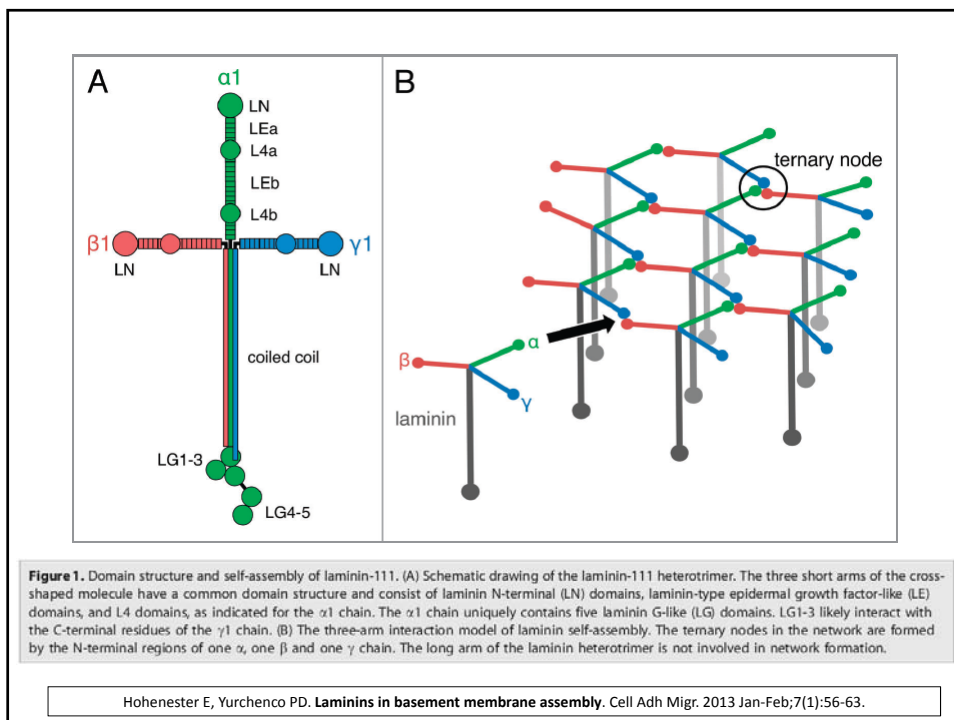 A
α1
LN
LEa
L4a
LEb
L4b
β1
γ1
LN
LN
coiled coil
LG1-3
LG4-5
B
ternary node
α
β
γ
laminin
Figure 1. Domain structure and self-assembly of laminin-111. (A) Schematic drawing of the laminin-111 heterotrimer. The three short arms of the cross-
shaped molecule have a common domain structure and consist of laminin N-terminal (LN) domains, laminin-type epidermal growth factor-like (LE)
domains, and L4 domains, as indicated for the α1 chain. The α1 chain uniquely contains five laminin G-like (LG) domains. LG1-3 likely interact with
the C-terminal residues of the γ1 chain. (B) The three-arm interaction model of laminin self-assembly. The ternary nodes in the network are formed
by the N-terminal regions of one α, one β and one γ chain. The long arm of the laminin heterotrimer is not involved in network formation.
Hohenester E, Yurchenco PD. Laminins in basement membrane assembly. Cell Adh Migr. 2013 Jan-Feb;7(1):56-63.